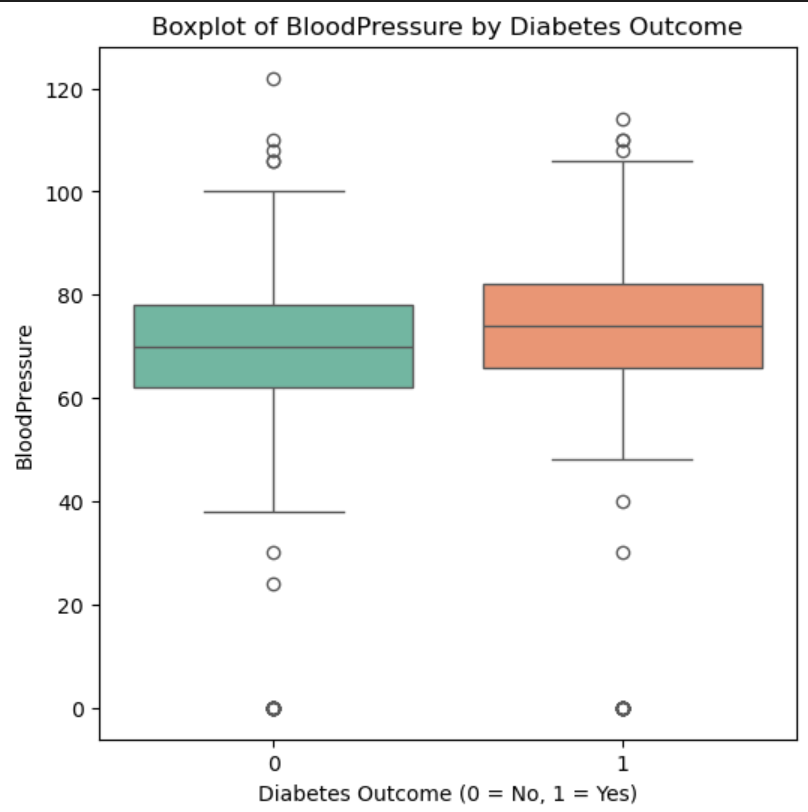 Boxplot of BloodPressure by Diabetes Outcome
120
100
80
60
40
20
0
BloodPressure
0 1
Diabetes Outcome (0 = No, 1 = Yes)